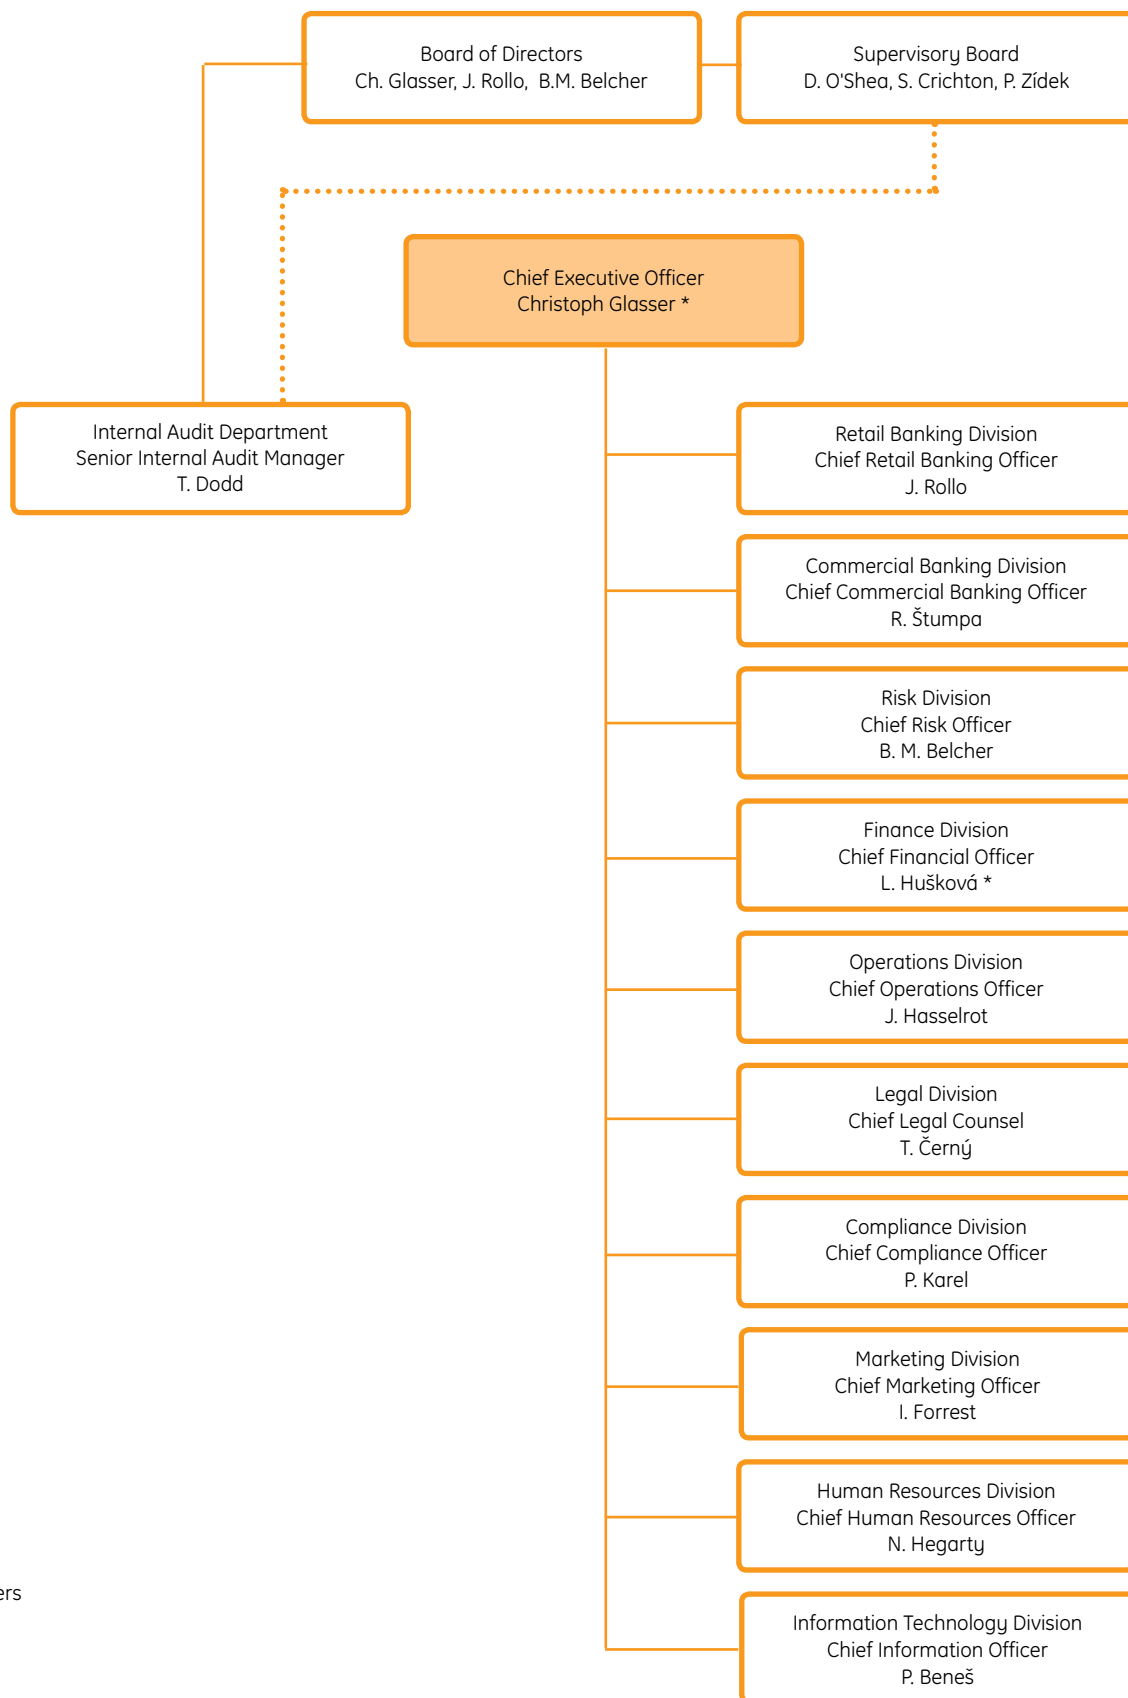 Board of Directors
Ch. Glasser, J. Rollo, B.M. Belcher
Supervisory Board
D. O'Shea, S. Crichton, P. Zídek
Chief Executive Officer
Christoph Glasser *
Internal Audit Department
Senior Internal Audit Manager
T. Dodd
Retail Banking Division
Chief Retail Banking Officer
J. Rollo
Commercial Banking Division
Chief Commercial Banking Officer
R. Štumpa
Risk Division
Chief Risk Officer
B. M. Belcher
Finance Division
Chief Financial Officer
L. Hušková *
Operations Division
Chief Operations Officer
J. Hasselrot
Legal Division
Chief Legal Counsel
T. Černý
Compliance Division
Chief Compliance Officer
P. Karel
Marketing Division
Chief Marketing Officer
I. Forrest
Human Resources Division
Chief Human Resources Officer
N. Hegarty
ers
Information Technology Division
Chief Information Officer
P. Beneš